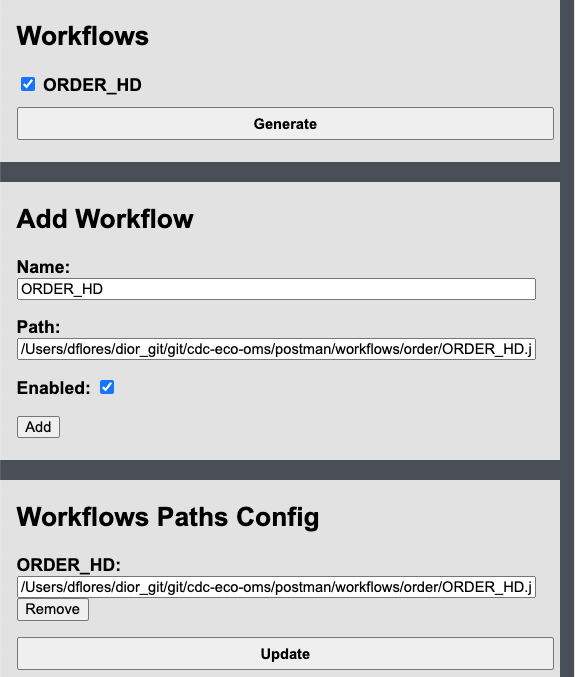 Workflows
ORDER_HD
Generate
Add Workflow
Name:
ORDER_HD
Path:
/Users/dflores/dior_git/git/cdc-eco-oms/postman/workflows/order/ORDER_HD.j
Enabled:
Add
Workflows Paths Config
ORDER_HD:
/Users/dflores/dior_git/git/cdc-eco-oms/postman/workflows/order/ORDER_HD.j
Remove
Update